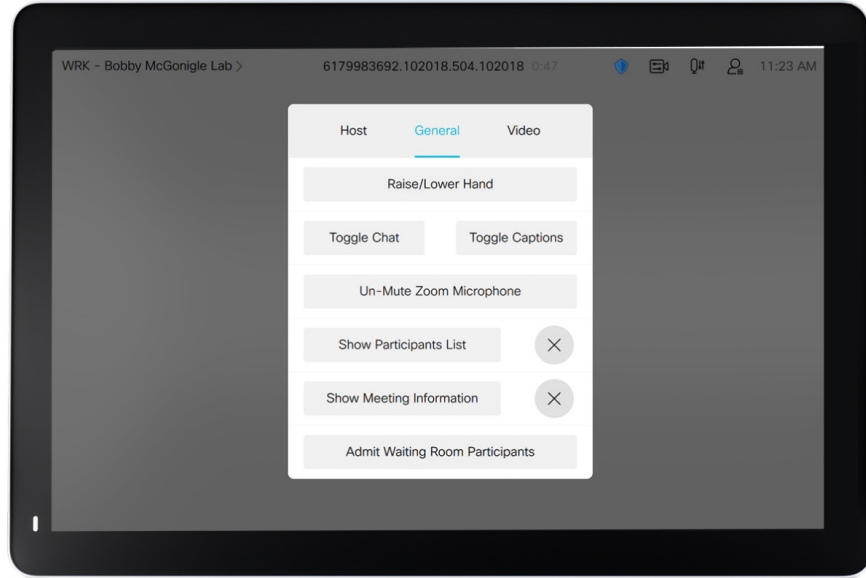 WRK - Bobby McGonigle Lab >
6179983692.102018.504.102018 0:47
11:23 AM
Host General Video
Raise/Lower Hand
Toggle Chat Toggle Captions
Un-Mute Zoom Microphone
Show Participants List
Show Meeting Information
Admit Waiting Room Participants